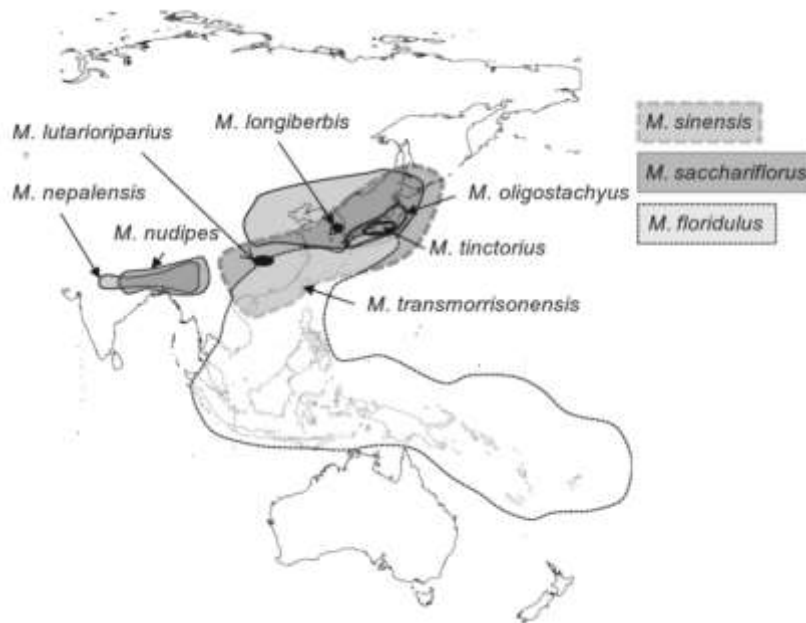 M. lutarioriparius
M. longiberbis
M. sinensis
M. sacchariflorus
M. nepalensis
M. oligostachyus
M. nudipes
M. floridulus
M. tinctorius
M. transmorrisonensis